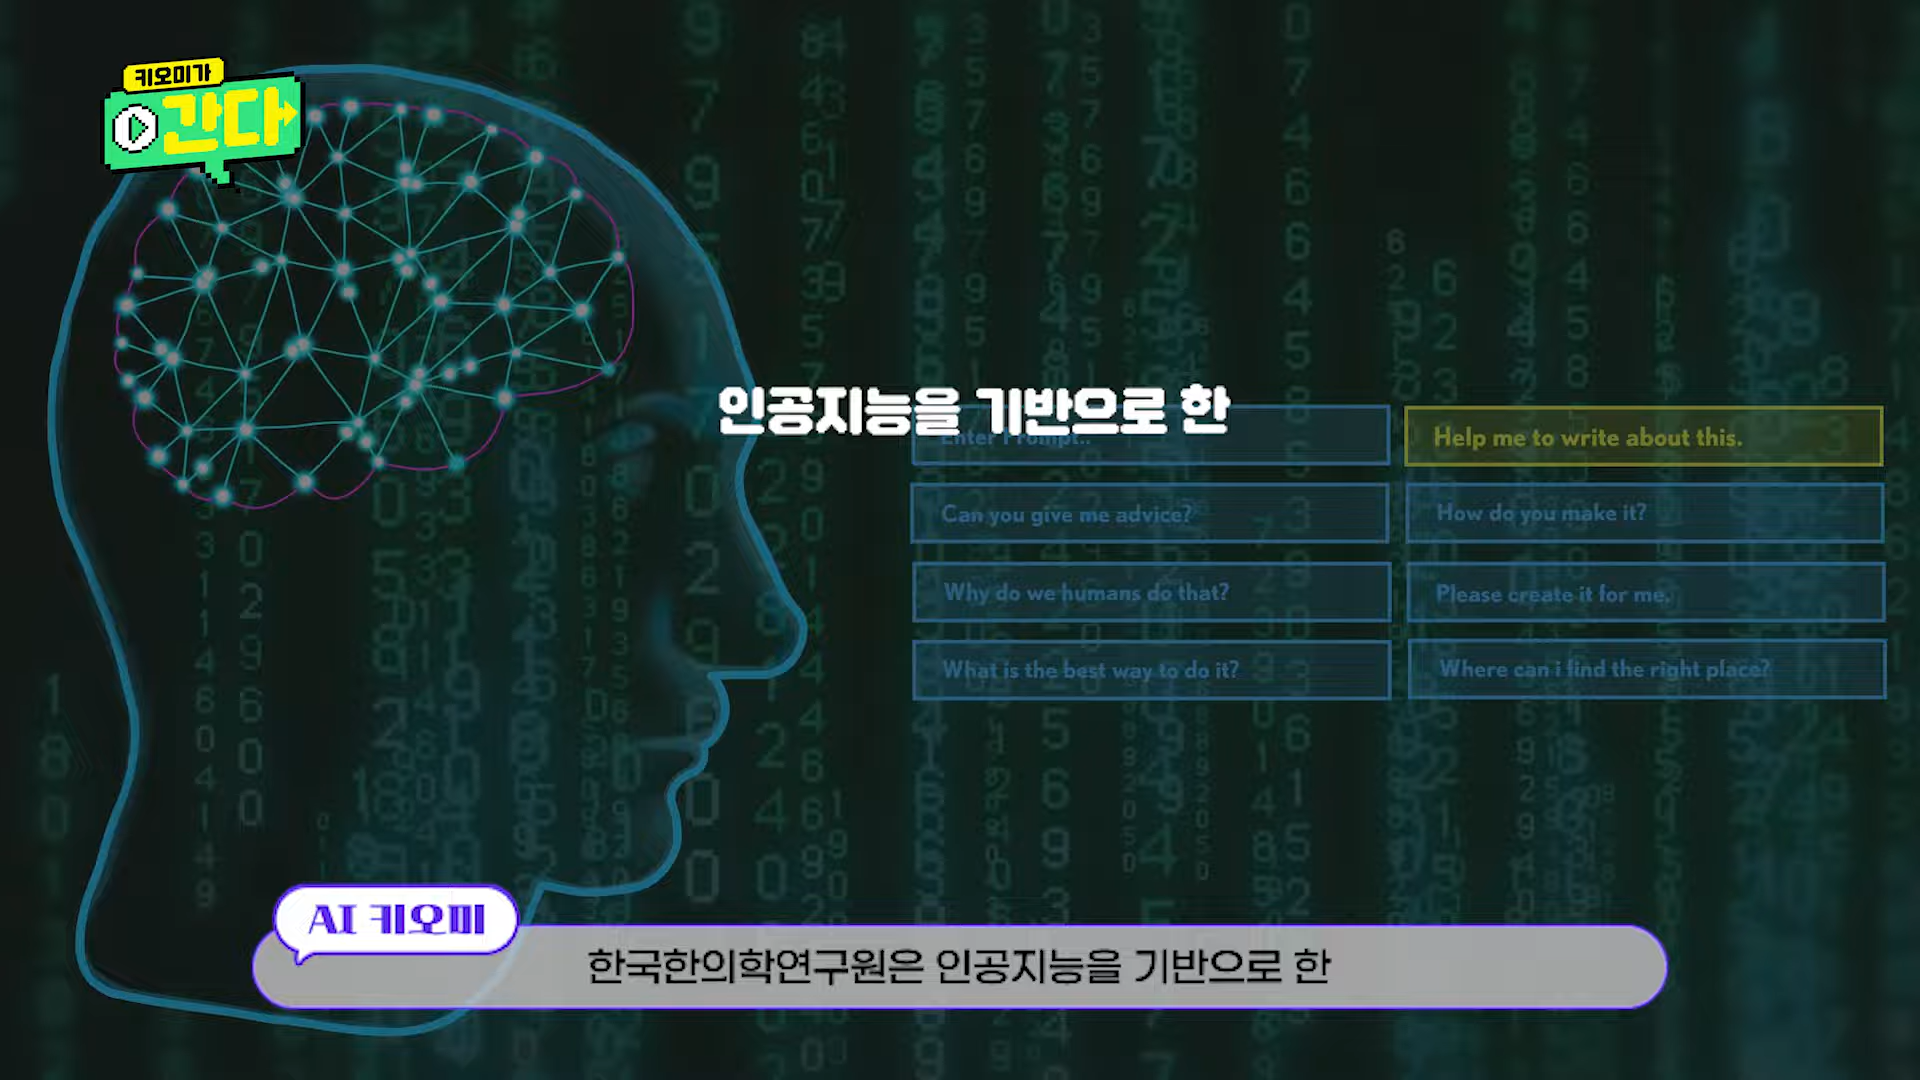 키오미가
간다
인공지능을 기반으로 한
Enter Prompt..
Help me to write about this.
Can you give me advice?
How do you make it?
Why do we humans do that?
Please create it for me.
What is the best way to do it?
Where can i find the right place?
AI 키오미
한국한의학연구원은 인공지능을 기반으로 한